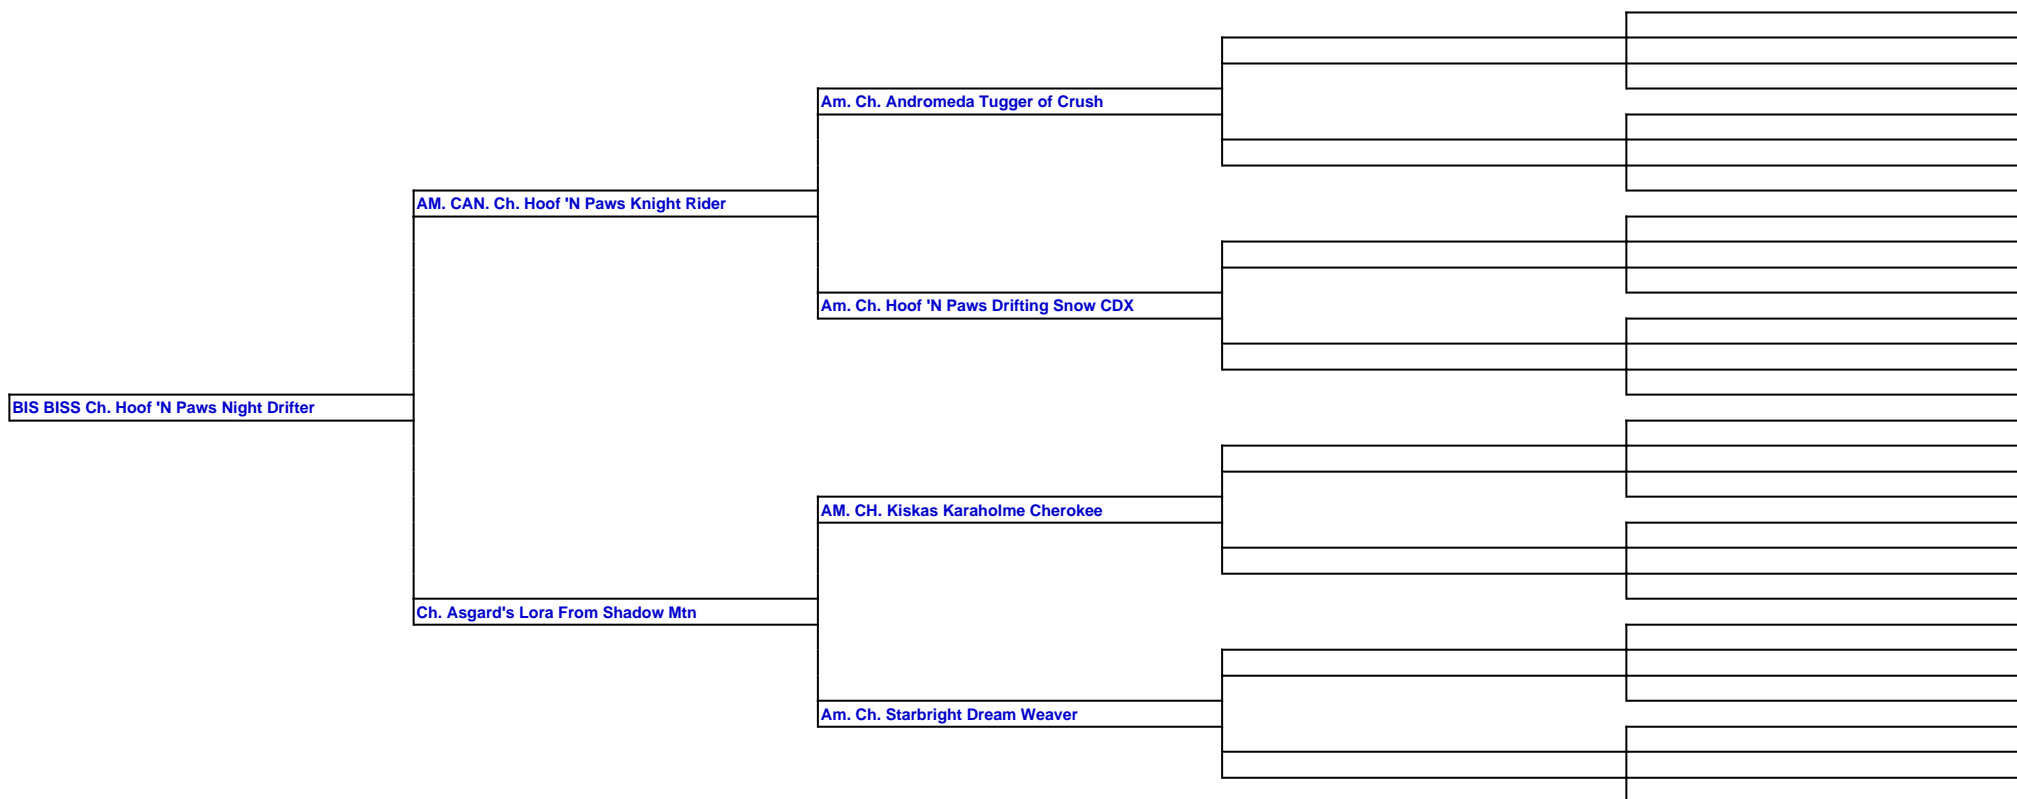 Am. Ch. Andromeda Tugger of Crush
AM. CAN. Ch. Hoof 'N Paws Knight Rider
Am. Ch. Hoof 'N Paws Drifting Snow CDX
BIS BISS Ch. Hoof 'N Paws Night Drifter
AM. CH. Kiskas Karaholme Cherokee
Ch. Asgard's Lora From Shadow Mtn
Am. Ch. Starbright Dream Weaver